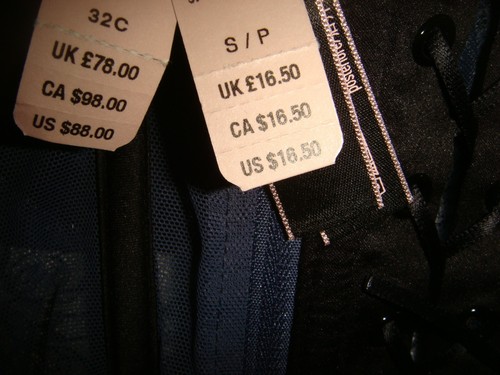 32C
UK £78.00
CA $98.00
US $88.00
S / P
UK £16.50
CA $16.50
US $16.50